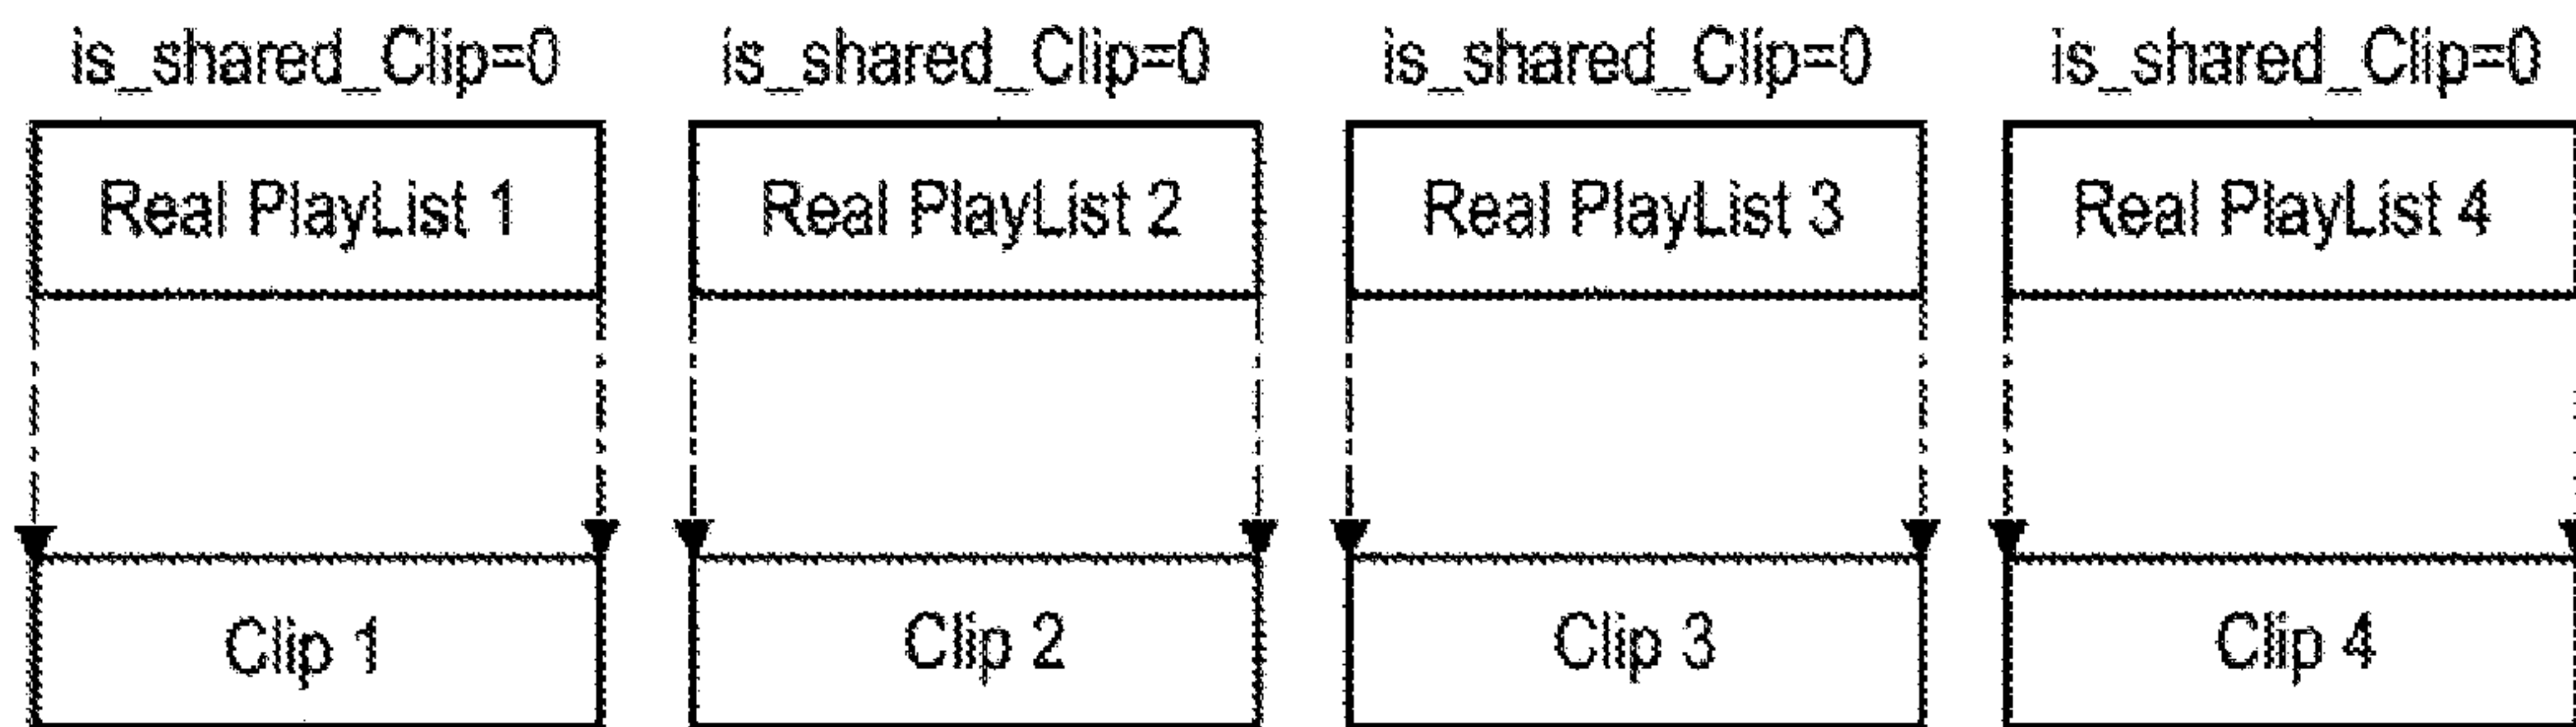 is_shared_Clip=0 is_shared_Clip=0 is_shared_Clip=0 is_shared_Clip=0
Real PlayList 1 Real PlayList 2 Real PlayList 3 Real PlayList 4
Clip 1 Clip 2 Clip 3 Clip 4